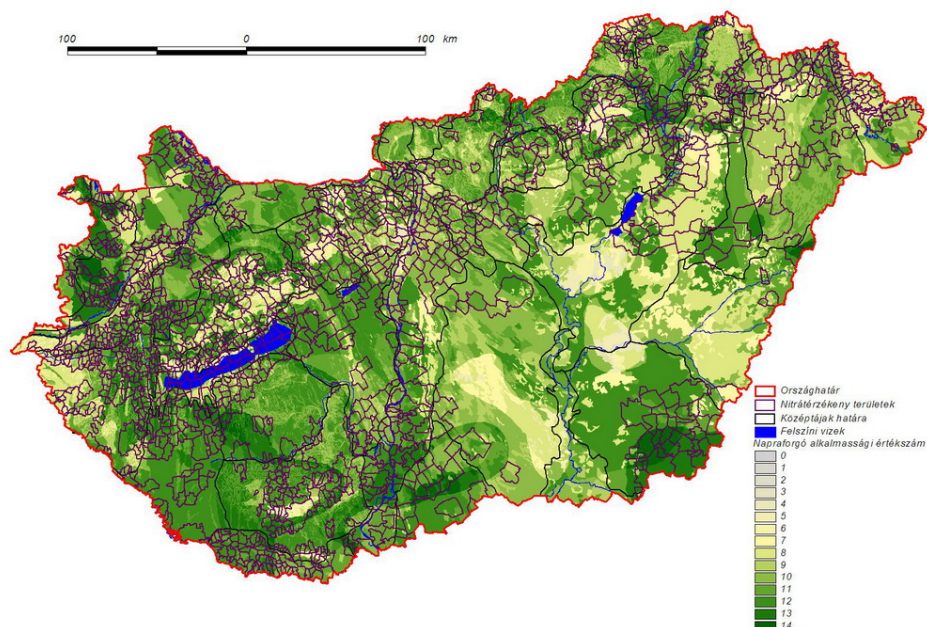 100 0 100 km
Országhatár
Nitrátérzékeny területek
Középtájak határa
Felszíni vizek
Napraforgó alkalmassági értékszám
0
1
2
3
4
5
6
7
8
9
10
11
12
13
14